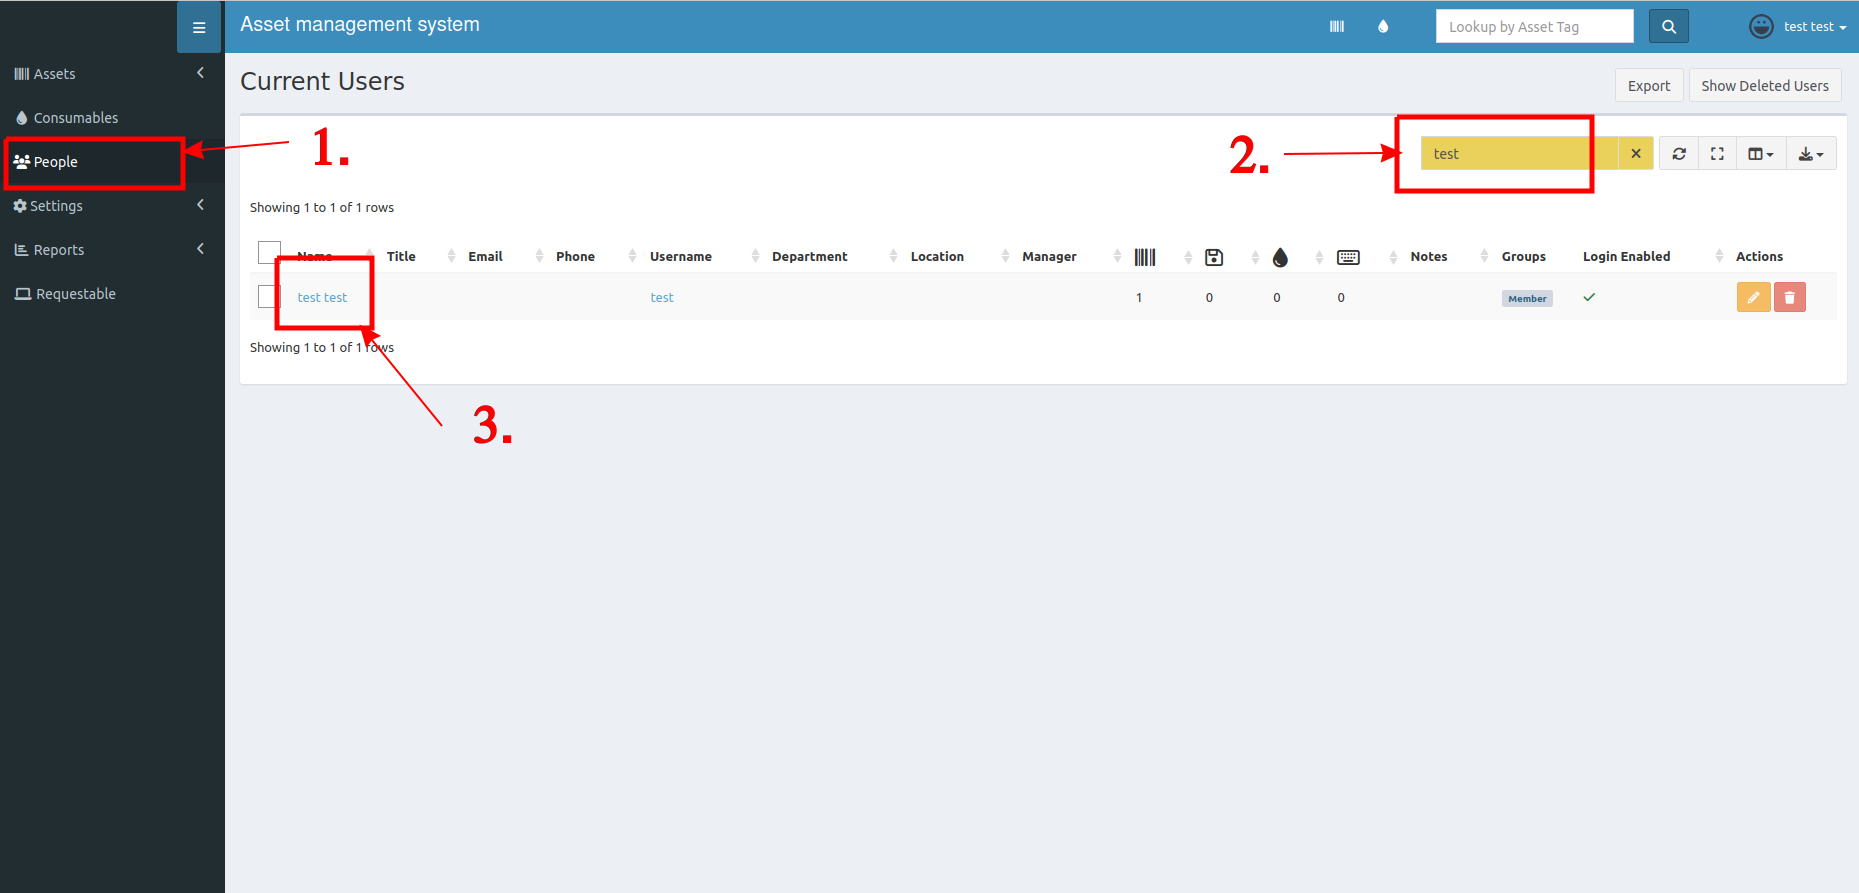 Asset management system
Lookup by Asset Tag
test test
Assets
Consumables
People
Settings
Reports
Requestable
1.
Current Users
Export
Show Deleted Users
2.
test
Showing 1 to 1 of 1 rows
Name Title Email Phone Username Department Location Manager Notes Groups Login Enabled Actions
test test test 1 0 0 0 Member
Showing 1 to 1 of 1 rows
3.